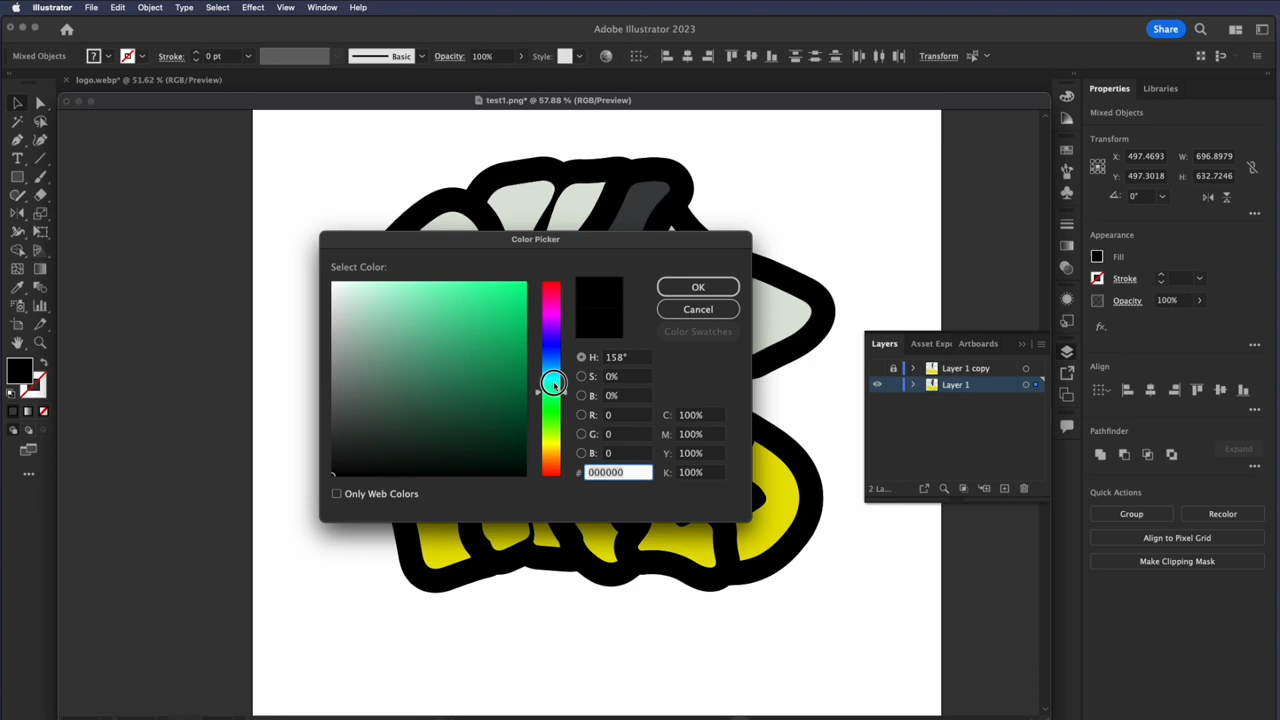 Illustrator File Edit Object Type Select Effect View Window Help
Adobe Illustrator 2023
Share
Mixed Objects ? Stroke: 0 pt Basic Opacity: 100% Style: Transform
logo.webp* @ 51.62 % (RGB/Preview)
test1.png* @ 57.88 % (RGB/Preview)
Properties Libraries
Mixed Objects
Transform
X: 497.4693 W: 696.8979
Y: 497.3018 H: 632.7246
0°
Appearance
Fill
Stroke
Opacity 100%
fx.
Align
Pathfinder
Expand
Quick Actions
Group Recolor
Align to Pixel Grid
Make Clipping Mask
Color Picker
Select Color:
OK
Cancel
Color Swatches
H: 158°
S: 0%
B: 0%
R: 0 C: 100%
G: 0 M: 100%
B: 0 Y: 100%
# 000000 K: 100%
Only Web Colors
Layers Asset Expo Artboards
Layer 1 copy
Layer 1
2 La...